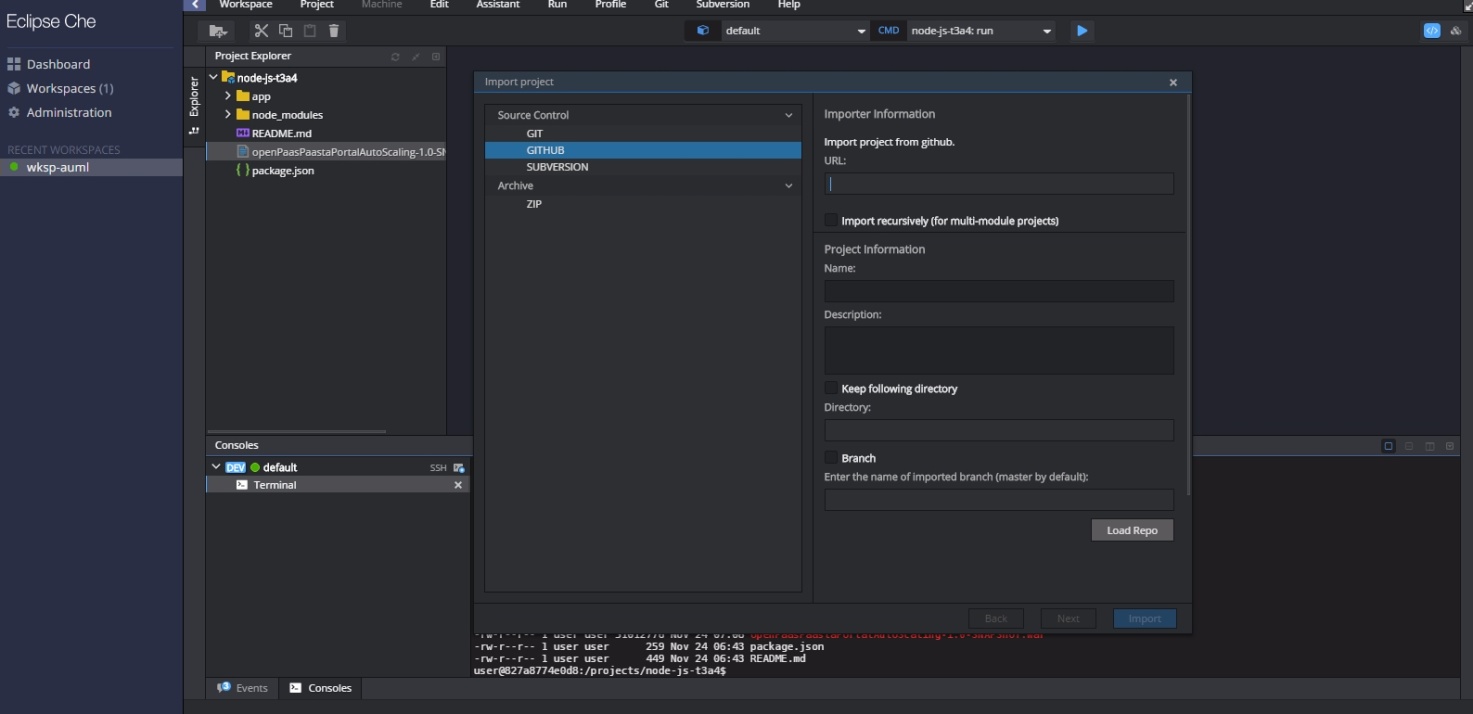 Eclipse Che
Dashboard
Workspaces (1)
Administration
RECENT WORKSPACES
wksp-auml
Workspace Project Machine Edit Assistant Run Profile Git Subversion Help
default CMD node-js-t3a4: run
Project Explorer
Explorer
node-js-t3a4
app
node_modules
README.md
openPaasPaastaPortalAutoScaling-1.0-SN
package.json
Import project
Source Control
GIT
GITHUB
SUBVERSION
Archive
ZIP
Importer Information
Import project from github.
URL:
Import recursively (for multi-module projects)
Project Information
Name:
Description:
Keep following directory
Directory:
Branch
Enter the name of imported branch (master by default):
Load Repo
Back Next Import
Consoles
DEV default SSH
Terminal
-rw-r--r-- 1 user user Nov 24 openPaasPaastaPortalAutoScaling-1.0-SNAPSHOT.war
-rw-r--r-- 1 user user 259 Nov 24 06:43 package.json
-rw-r--r-- 1 user user 449 Nov 24 06:43 README.md
user@827a8774e0d8:/projects/node-js-t3a4$
3 Events Consoles